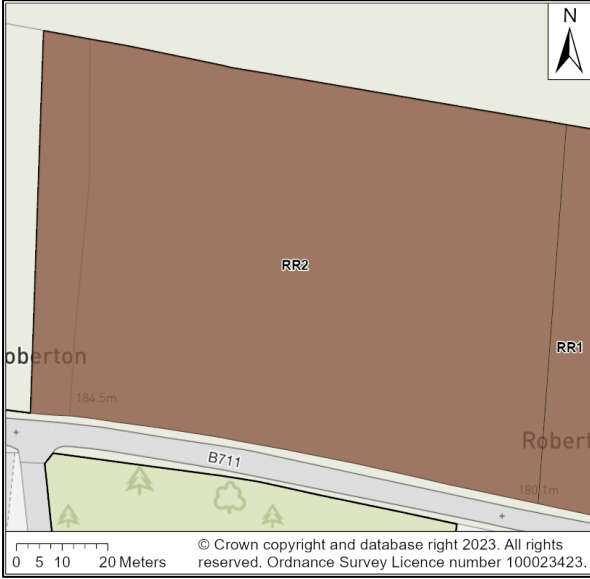 N
RR2
RR1
oberton
184.5m
Robert
B711
180.1m
0 5 10 20 Meters
© Crown copyright and database right 2023. All rights
reserved. Ordnance Survey Licence number 100023423.